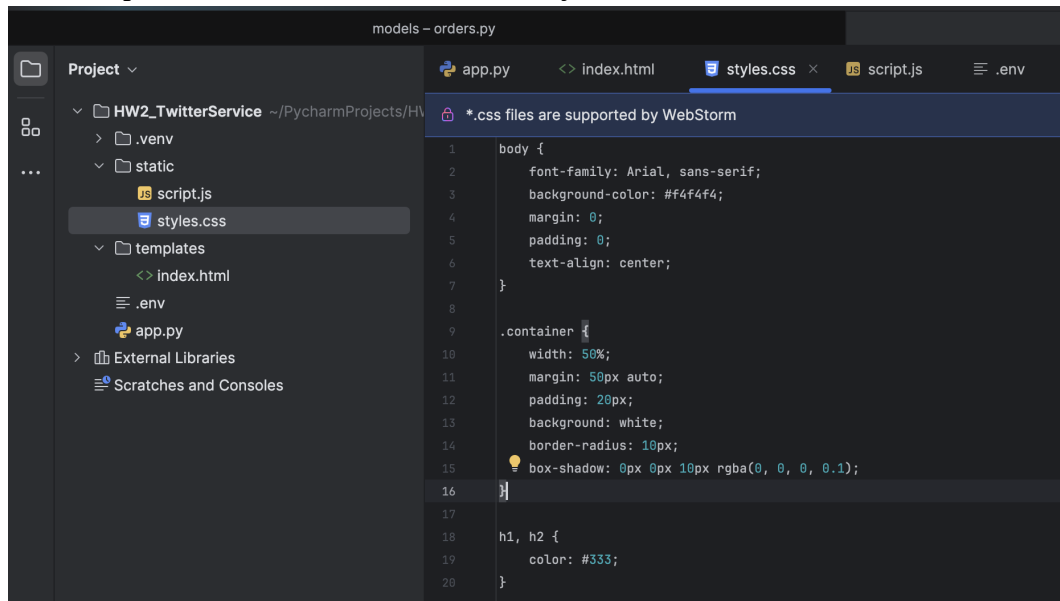 models – orders.py
Project
HW2_TwitterService ~/PycharmProjects/HW
.venv
static
JS script.js
styles.css
templates
<> index.html
.env
app.py
External Libraries
Scratches and Consoles
app.py <> index.html styles.css × JS script.js .env
*.css files are supported by WebStorm
1 body {
2 font-family: Arial, sans-serif;
3 background-color: #f4f4f4;
4 margin: 0;
5 padding: 0;
6 text-align: center;
7 }
8
9 .container {
10 width: 50%;
11 margin: 50px auto;
12 padding: 20px;
13 background: white;
14 border-radius: 10px;
15 box-shadow: 0px 0px 10px rgba(0, 0, 0, 0.1);
16 }
17
18 h1, h2 {
19 color: #333;
20 }